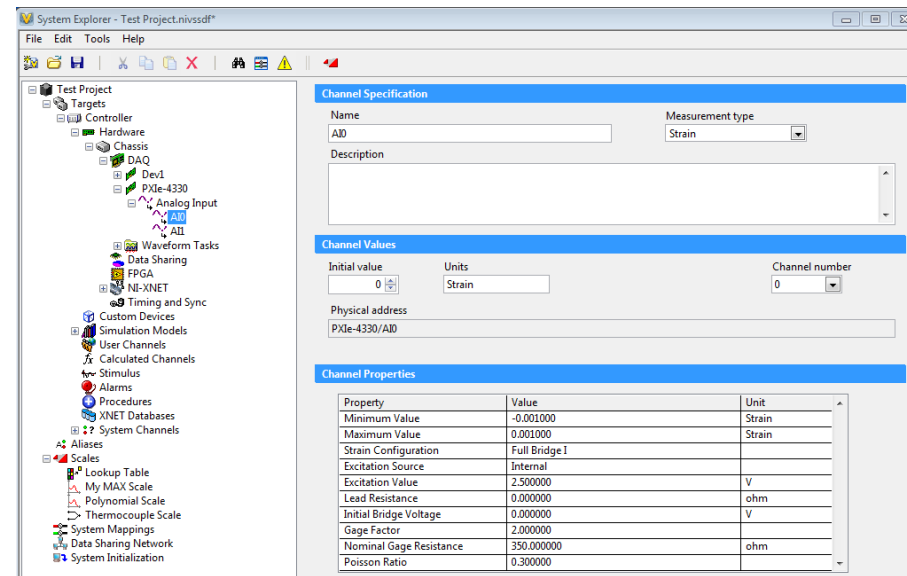 System Explorer - Test Project.nivssdf*
File Edit Tools Help
Test Project
Targets
Controller
Hardware
Chassis
DAQ
Dev1
PXIe-4330
Analog Input
AI0
AI1
Waveform Tasks
Data Sharing
FPGA
NI-XNET
Timing and Sync
Custom Devices
Simulation Models
User Channels
Calculated Channels
Stimulus
Alarms
Procedures
XNET Databases
System Channels
Aliases
Scales
Lookup Table
My MAX Scale
Polynomial Scale
Thermocouple Scale
System Mappings
Data Sharing Network
System Initialization
Channel Specification
Name Measurement type
AI0 Strain
Description
Channel Values
Initial value Units Channel number
0 Strain 0
Physical address
PXIe-4330/AI0
Channel Properties
Property Value Unit
Minimum Value -0.001000 Strain
Maximum Value 0.001000 Strain
Strain Configuration Full Bridge I
Excitation Source Internal
Excitation Value 2.500000 V
Lead Resistance 0.000000 ohm
Initial Bridge Voltage 0.000000 V
Gage Factor 2.000000
Nominal Gage Resistance 350.000000 ohm
Poisson Ratio 0.300000